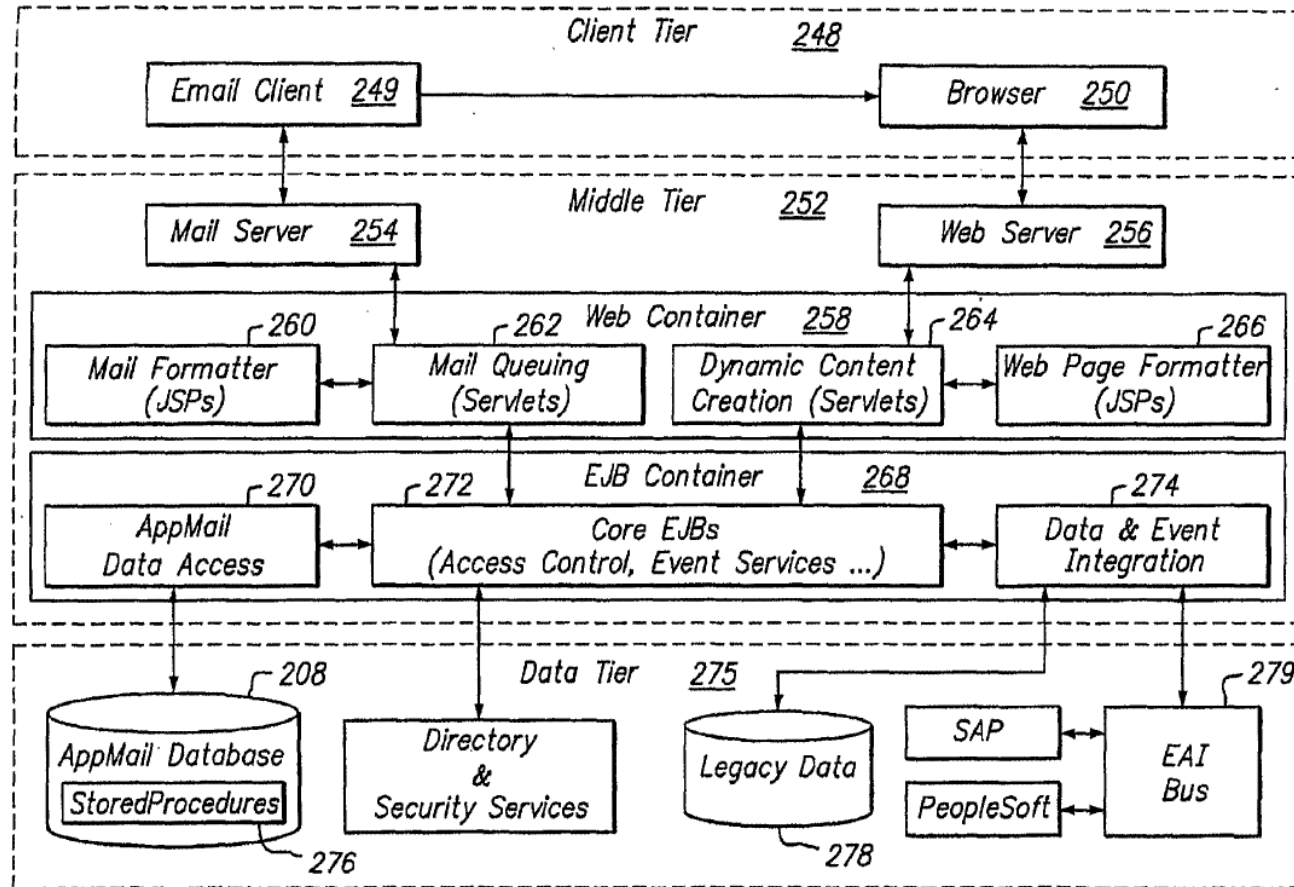 Client Tier 248
Email Client 249
Browser 250
Middle Tier 252
Mail Server 254
Web Server 256
Web Container 258
260
262
264
266
Mail Formatter
(JSPs)
Mail Queuing
(Servlets)
Dynamic Content
Creation (Servlets)
Web Page Formatter
(JSPs)
EJB Container 268
270
272
274
AppMail
Data Access
Core EJBs
(Access Control, Event Services ...)
Data & Event
Integration
Data Tier 275
208
279
AppMail Database
StoredProcedures
276
Directory
&
Security Services
Legacy Data
278
SAP
PeopleSoft
EAI
Bus